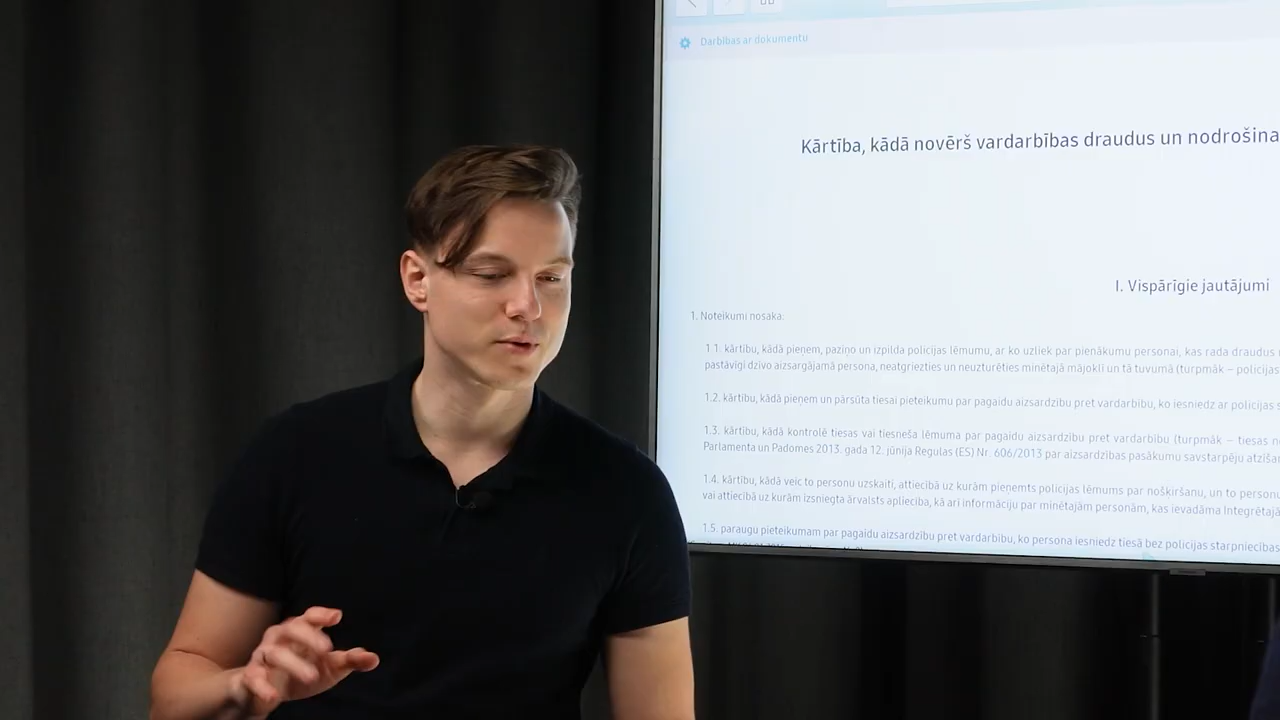 Darbības ar dokumentu
Kārtība, kādā novērš vardarbības draudus un nodrošina
I. Vispārīgie jautājumi
1. Noteikumi nosaka:
1 1. kārtību, kādā pieņem, paziņo un izpilda policijas lēmumu, ar ko uzliek par pienākumu personai, kas rada draudus
pastāvīgi dzīvo aizsargājamā persona, neatgriezties un neuzturēties minētajā mājoklī un tā tuvumā (turpmāk – policijas
1.2. kārtību, kādā pieņem un pārsūta tiesai pieteikumu par pagaidu aizsardzību pret vardarbību, ko iesniedz ar policijas
1.3. kārtību, kādā kontrolē tiesas vai tiesneša lēmuma par pagaidu aizsardzību pret vardarbību (turpmāk – tiesas
Parlamenta un Padomes 2013. gada 12. jūnija Regulas (ES) Nr. 606/2013 par aizsardzības pasākumu savstarpēju
1.4. kārtību, kādā veic to personu uzskaiti, attiecībā uz kurām pieņemts policijas lēmums par nošķiršanu, un to
vai attiecībā uz kurām izsniegta ārvalsts apliecība, kā arī informāciju par minētajām personām, kas ievadāma
1.5. paraugu pieteikumam par pagaidu aizsardzību pret vardarbību, ko persona iesniedz tiesā bez policijas starpniecības